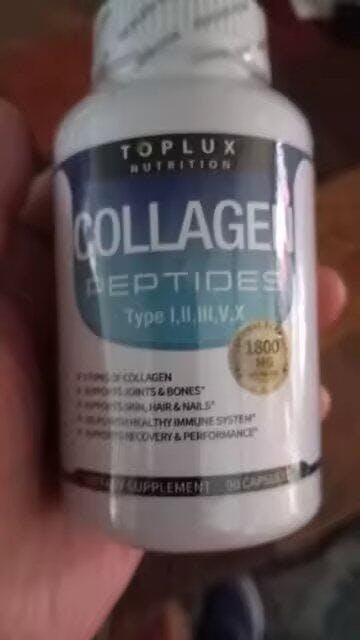 TOPLUX
NUTRITION
COLLAGEN
PEPTIDES
Type I,II,III,V,X
1800
MG
OF COLLAGEN
SUPPORTS JOINTS & BONES*
SUPPORTS SKIN, HAIR & NAILS*
HEALTHY IMMUNE SYSTEM*
SUPPORTS RECOVERY & PERFORMANCE*
SUPPLEMENT
90 CAPSULES